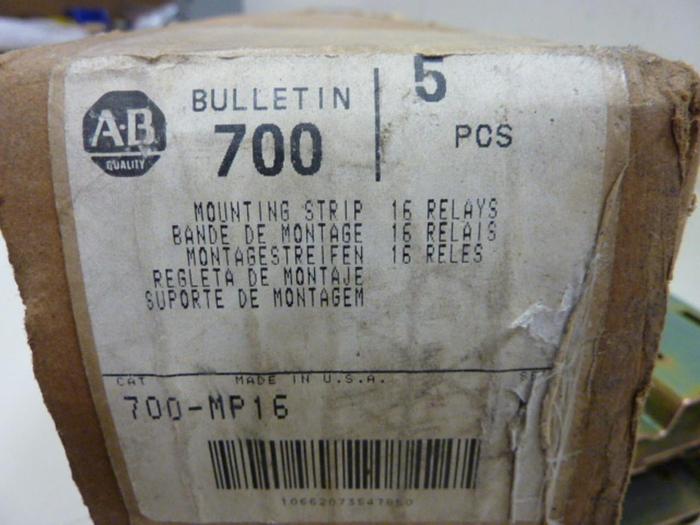 A-B
QUALITY
BULLETIN
700
5
PCS
MOUNTING STRIP 16 RELAYS
BANDE DE MONTAGE 16 RELAIS
MONTAGESTREIFEN 16 RELES
REGLETA DE MONTAJE
SUPORTE DE MONTAGEM
CAT MADE IN U.S.A.
700-MP16